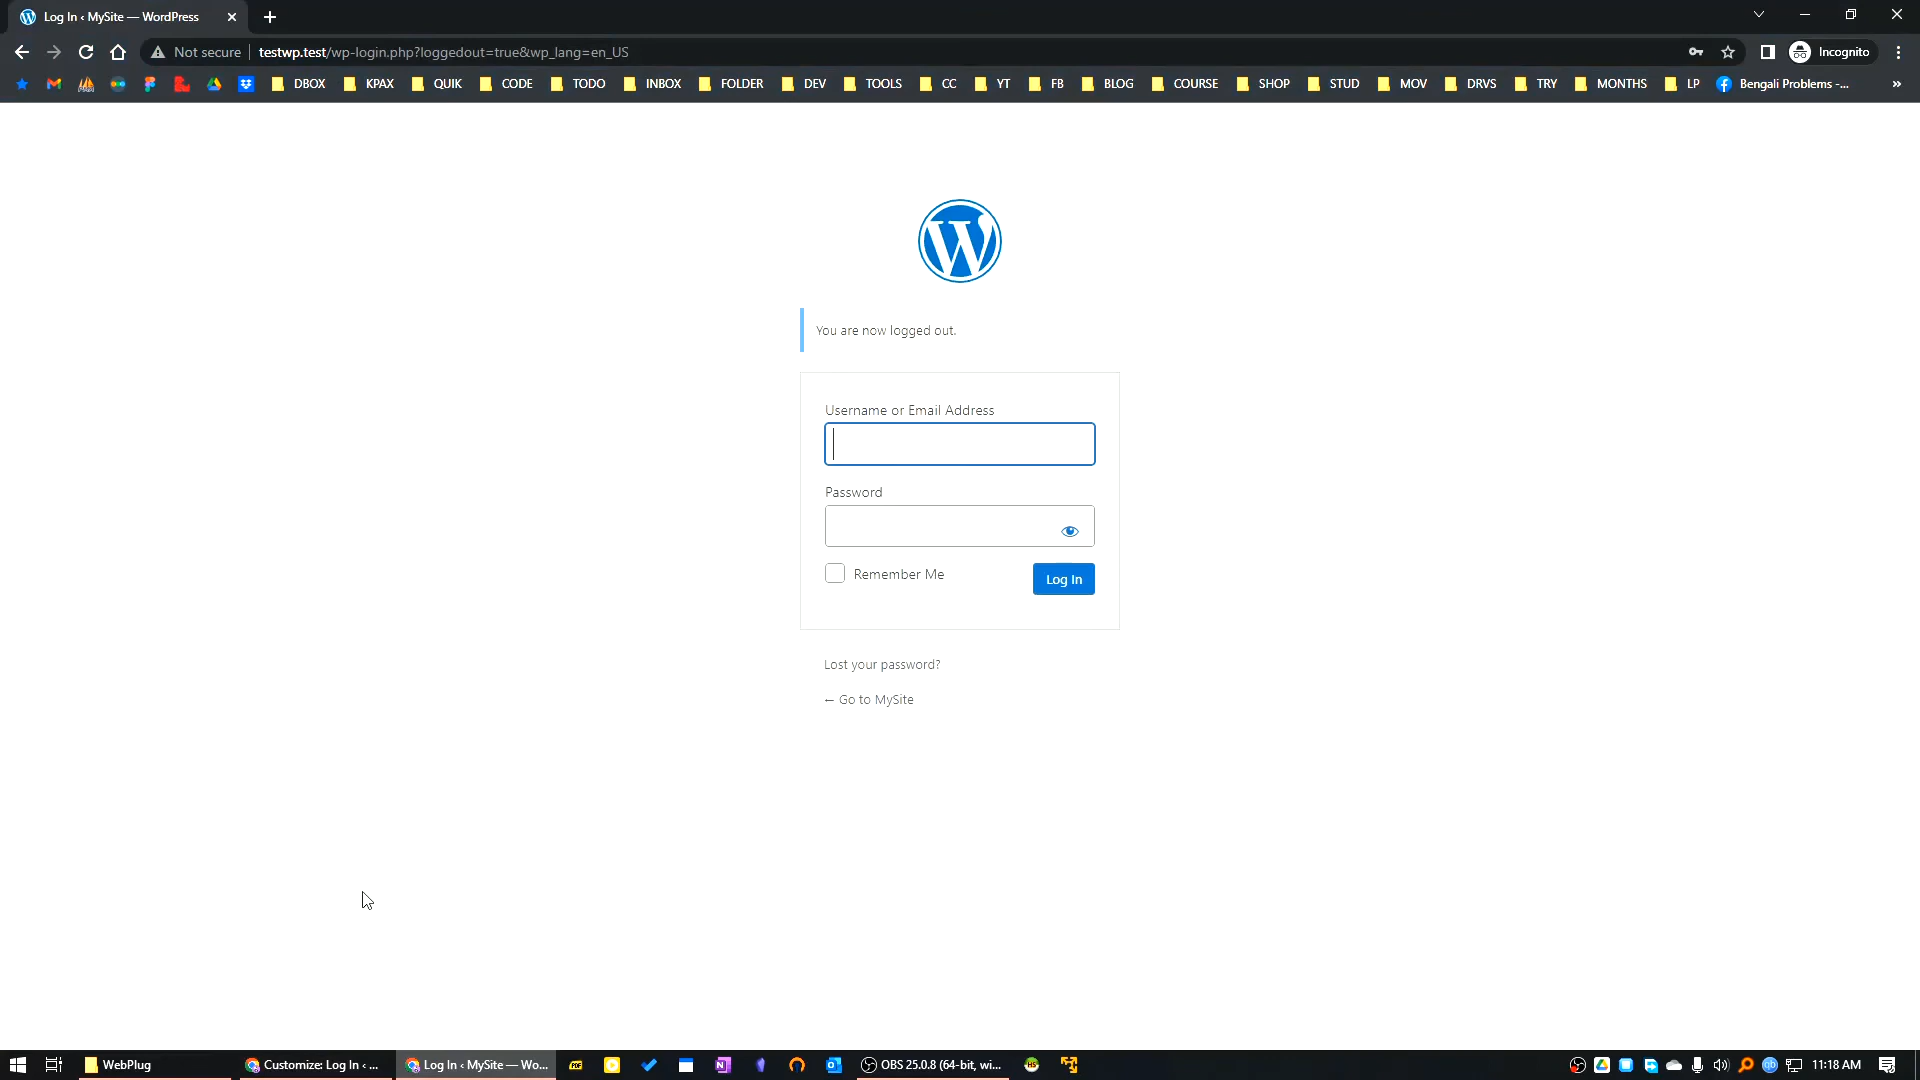 Log In ‹ MySite — WordPress
Not secure testwp.test/wp-login.php?loggedout=true&wp_lang=en_US Incognito
DBOX KPAX QUIK CODE TODO INBOX FOLDER DEV TOOLS CC YT FB BLOG COURSE SHOP STUD MOV DRVS TRY MONTHS LP Bengali Problems -... »
You are now logged out.
Username or Email Address
Password
Remember Me Log In
Lost your password?
← Go to MySite
WebPlug Customize: Log In ‹ ... Log In ‹ MySite — Wo... OBS 25.0.8 (64-bit, wi... 11:18 AM